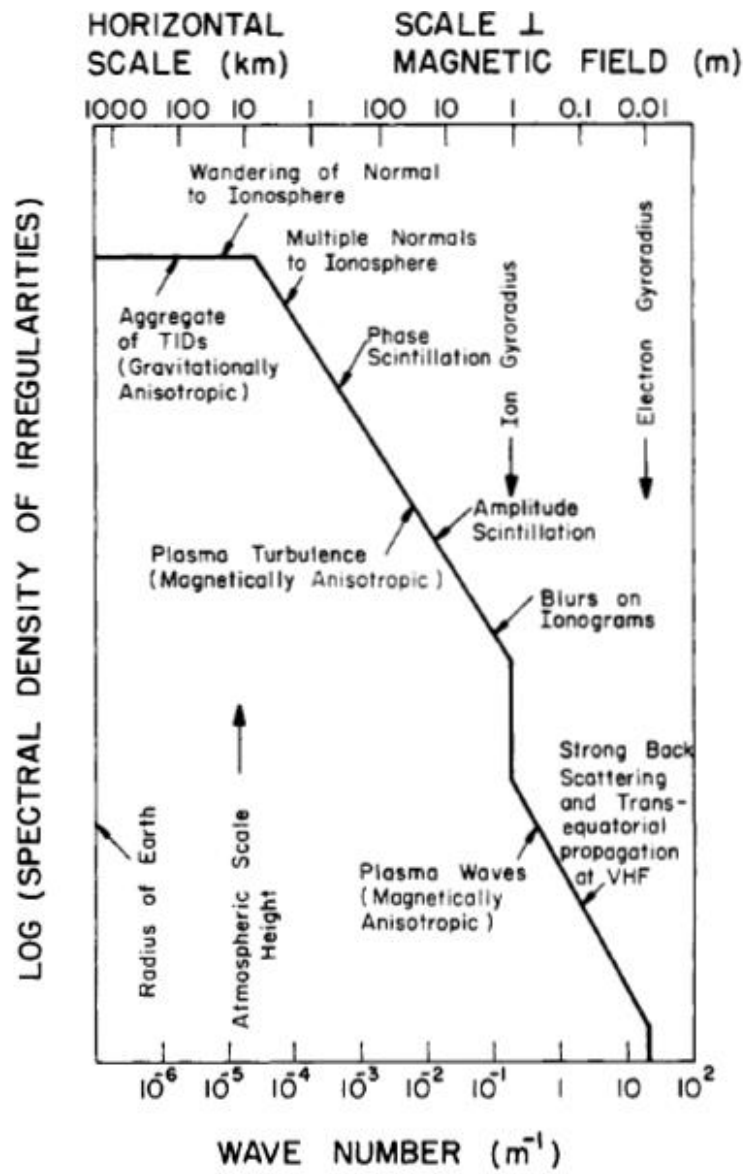 HORIZONTAL
SCALE (km)
SCALE ⊥
MAGNETIC FIELD (m)
1000 100 10 1 100 10 1 0.1 0.01
Wandering of Normal
to Ionosphere
Multiple Normals
to Ionosphere
Aggregate
of TIDs
(Gravitationally
Anisotropic)
Phase
Scintillation
Ion Gyroradius
Electron Gyroradius
Amplitude
Scintillation
Plasma Turbulence
(Magnetically Anisotropic)
Blurs on
Ionograms
Strong Back
Scattering
and Trans-
equatorial
propagation
at VHF
Plasma Waves
(Magnetically
Anisotropic)
Radius of Earth
Atmospheric Scale
Height
LOG (SPECTRAL DENSITY OF IRREGULARITIES)
10⁻⁶ 10⁻⁵ 10⁻⁴ 10⁻³ 10⁻² 10⁻¹ 1 10 10²
WAVE NUMBER (m⁻¹)